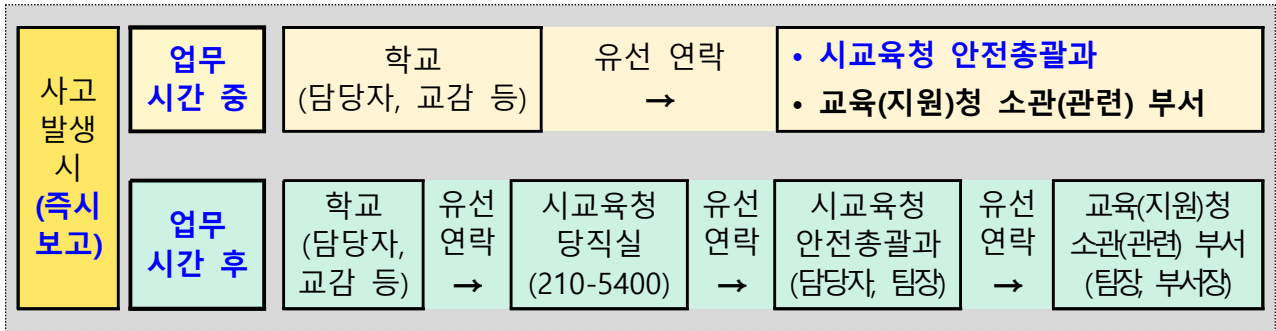 사고
발생
시
(즉시
보고)
업무
시간 중
학교
(담당자, 교감 등)
유선 연락
→
• 시교육청 안전총괄과
• 교육(지원)청 소관(관련) 부서
업무
시간 후
학교
(담당자,
교감 등)
유선
연락
→
시교육청
당직실
(210-5400)
유선
연락
→
시교육청
안전총괄과
(담당자, 팀장)
유선
연락
→
교육(지원)청
소관(관련) 부서
(팀장, 부서장)